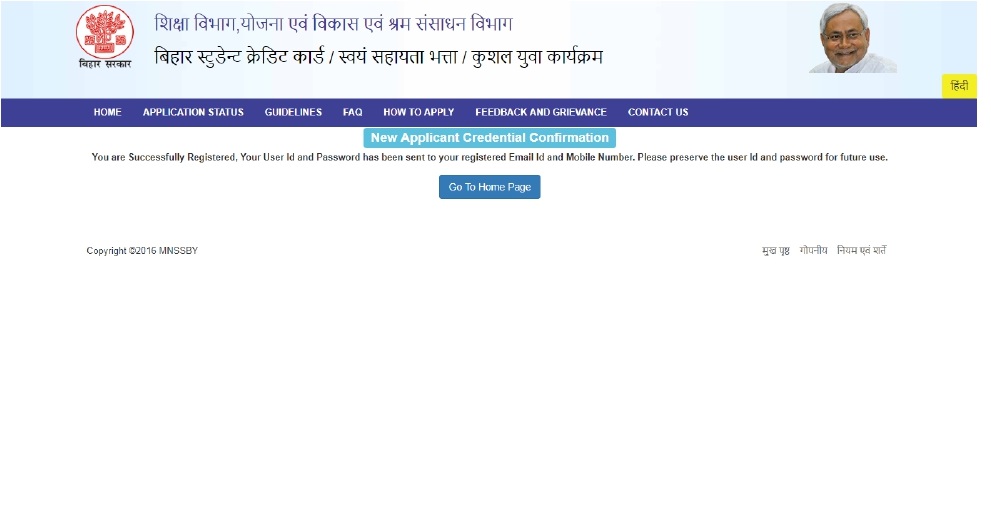 शिक्षा विभाग,योजना एवं विकास एवं श्रम संसाधन विभाग
बिहार स्टुडेन्ट क्रेडिट कार्ड / स्वयं सहायता भत्ता / कुशल युवा कार्यक्रम
बिहार सरकार
हिंदी
HOME APPLICATION STATUS GUIDELINES FAQ HOW TO APPLY FEEDBACK AND GRIEVANCE CONTACT US
New Applicant Credential Confirmation
You are Successfully Registered, Your User Id and Password has been sent to your registered Email Id and Mobile Number. Please preserve the user Id and password for future use.
Go To Home Page
Copyright ©2016 MNSSBY मुख पृष्ठ गोपनीय नियम एवं शर्ते